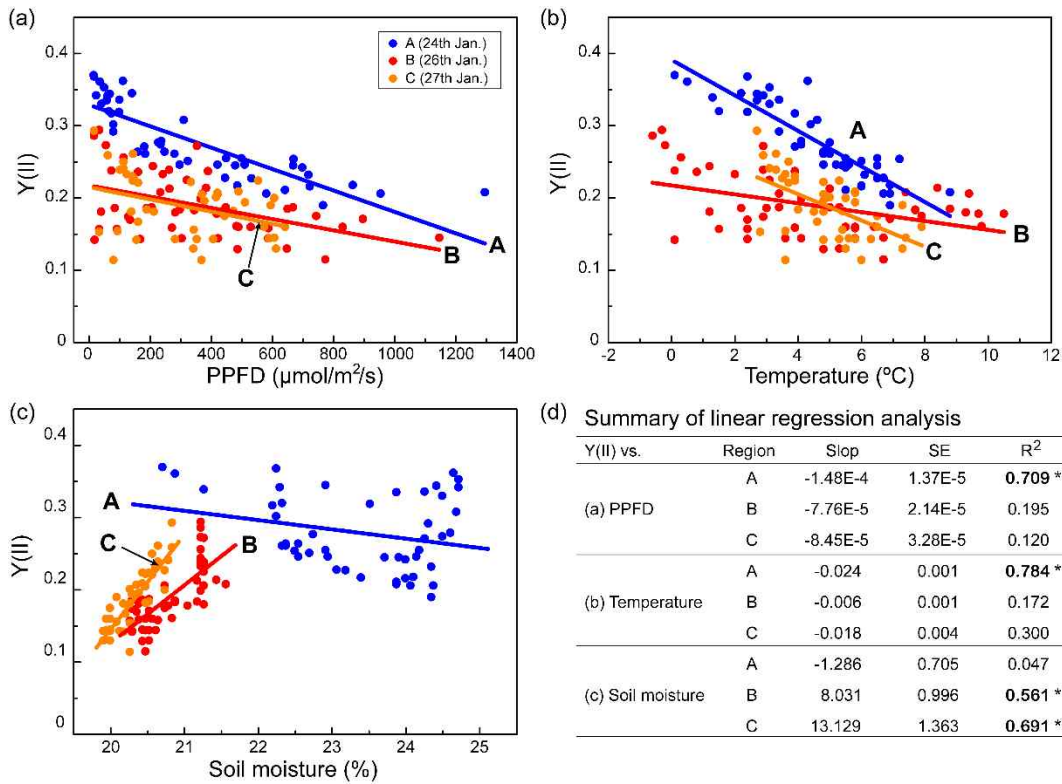 (a)
A (24th Jan.)
B (26th Jan.)
C (27th Jan.)
Y(II)
0.4
0.3
0.2
0.1
0
A
B
C
0 200 400 600 800 1000 1200 1400
PPFD (μmol/m²/s)
(b)
Y(II)
0.4
0.3
0.2
0.1
0
A
B
C
-2 0 2 4 6 8 10 12
Temperature (ºC)
(c)
Y(II)
0.4
0.3
0.2
0.1
0
A
C
B
20 21 22 23 24 25
Soil moisture (%)
(d) Summary of linear regression analysis
Y(II) vs. Region Slop SE R²
A -1.48E-4 1.37E-5 0.709 *
(a) PPFD B -7.76E-5 2.14E-5 0.195
C -8.45E-5 3.28E-5 0.120
A -0.024 0.001 0.784 *
(b) Temperature B -0.006 0.001 0.172
C -0.018 0.004 0.300
A -1.286 0.705 0.047
(c) Soil moisture B 8.031 0.996 0.561 *
C 13.129 1.363 0.691 *